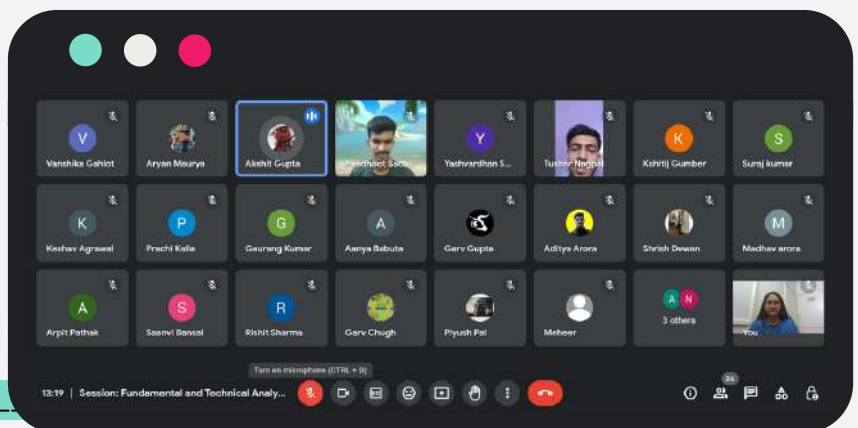 V
Vanshika Gahlot
Aryan Maurya
Akshit Gupta
Y
Yashvardhan S...
Tushar Nagpal
K
Kshitij Gumber
S
Suraj kumar
K
Keshav Agrawal
P
Prachi Kalia
G
Gaurang Kumar
A
Aanya Babuta
Garv Gupta
Aditya Arora
Shrish Dewan
M
Madhav arora
A
Arpit Pathak
S
Saanvi Bansal
R
Rishit Sharma
Garv Chugh
Piyush Pal
Meheer
A N
3 others
You
Turn on microphone (CTRL + D)
13:19 | Session: Fundamental and Technical Analy...
24